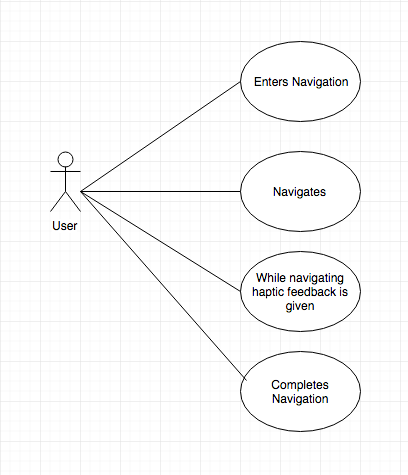 Enters Navigation
Navigates
User
While navigating
haptic feedback is
given
Completes
Navigation